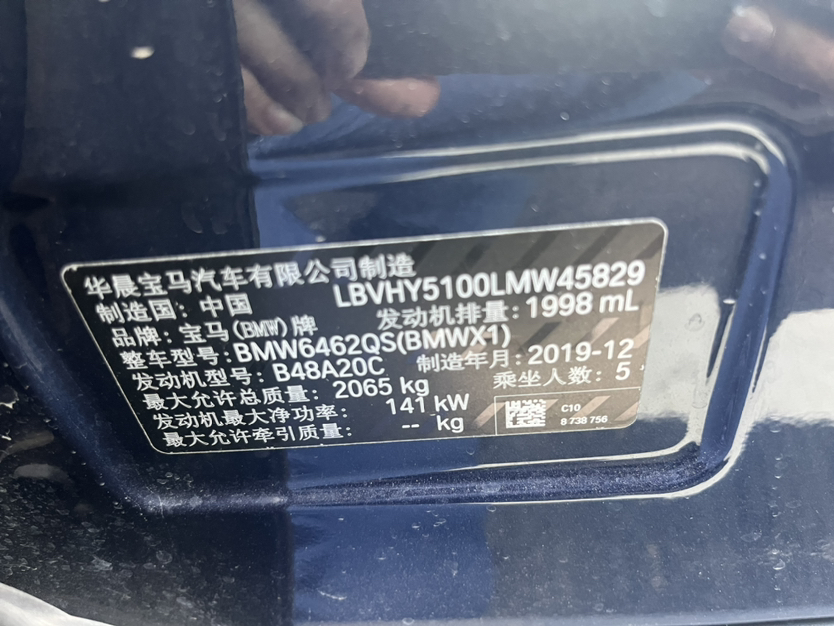 华晨宝马汽车有限公司制造
制造国：中国 LBVHY5100LMW45829
品牌：宝马(BMW)牌 发动机排量：1998 mL
整车型号：BMW6462QS(BMWX1)
发动机型号：B48A20C 制造年月：2019-12
最大允许总质量：2065 kg 乘坐人数：5
发动机最大净功率：141 kW
最大允许牵引质量：-- kg
C10
8 738 756